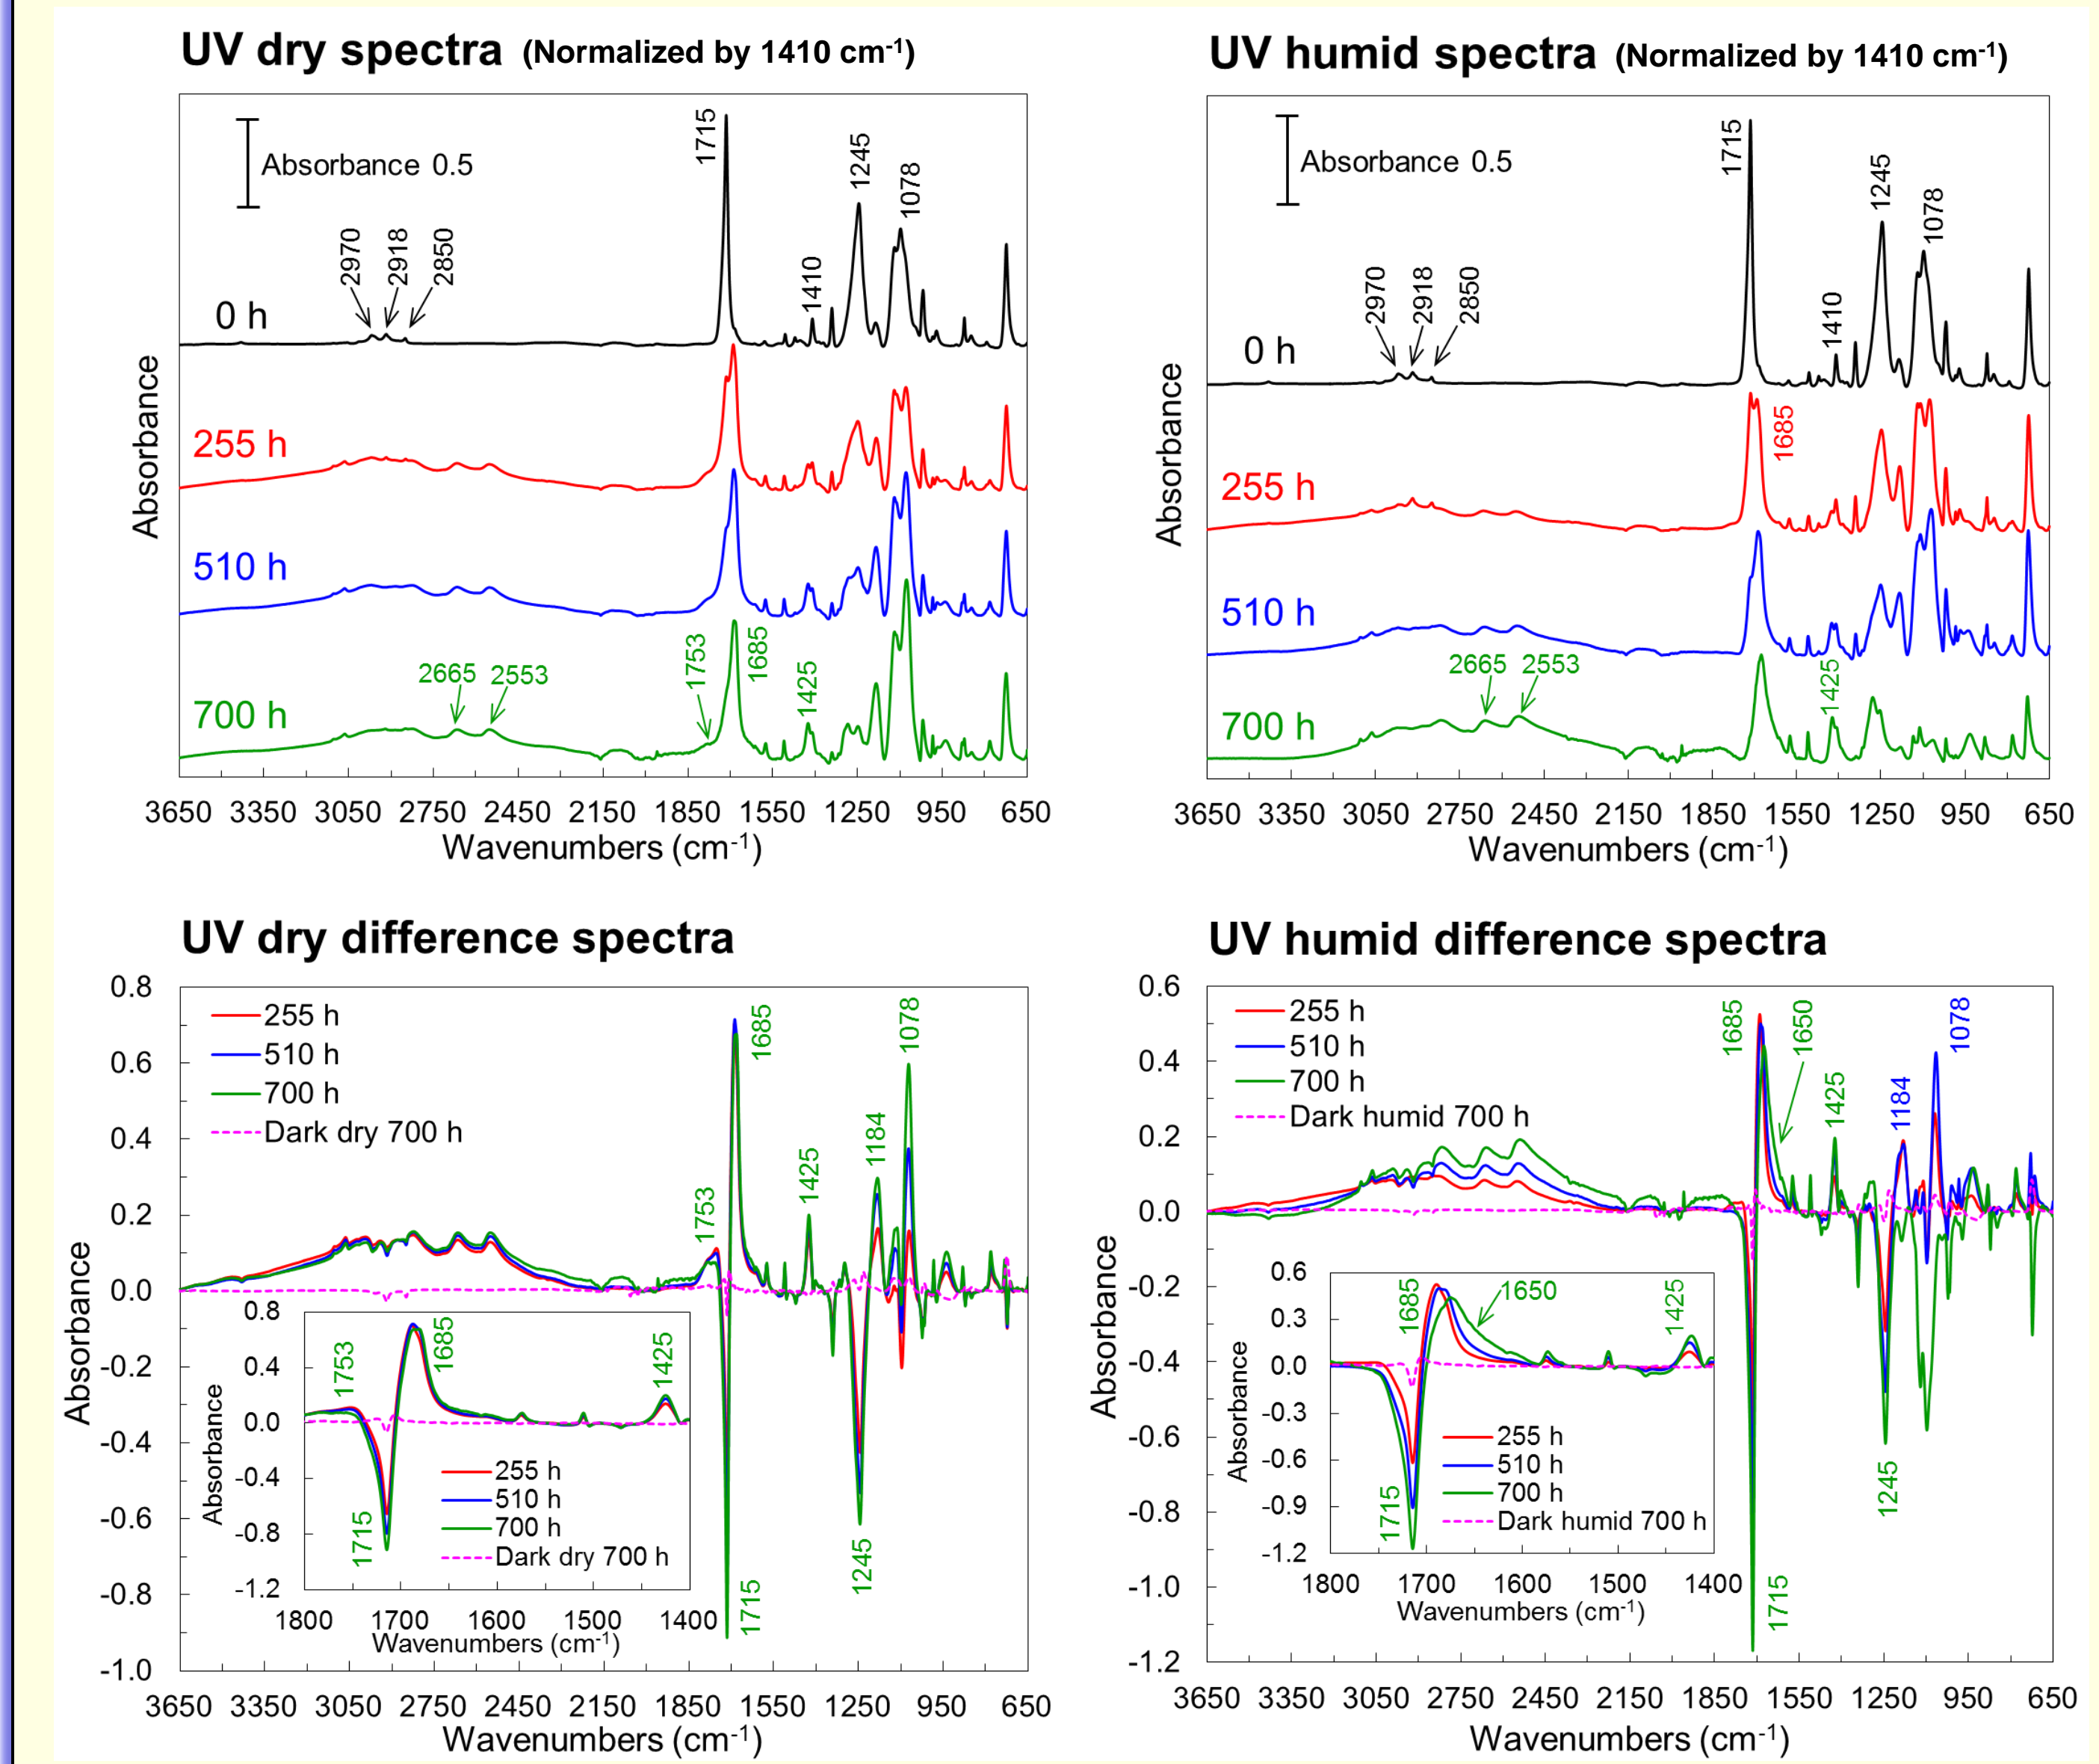 UV dry spectra (Normalized by 1410 cm-1)
Absorbance 0.5
1715
1245
1078
1410
2970
2918
2850
0 h
255 h
510 h
700 h
2665
2553
1753
1685
1425
Absorbance
3650 3350 3050 2750 2450 2150 1850 1550 1250 950 650
Wavenumbers (cm-1)
UV humid spectra (Normalized by 1410 cm-1)
Absorbance 0.5
1715
1245
1078
1410
2970
2918
2850
0 h
1685
255 h
510 h
700 h
2665
2553
1425
Absorbance
3650 3350 3050 2750 2450 2150 1850 1550 1250 950 650
Wavenumbers (cm-1)
UV dry difference spectra
255 h
510 h
700 h
Dark dry 700 h
1753
1685
1425
1184
1078
1715
1245
0.8
0.6
0.4
0.2
0.0
-0.2
-0.4
-0.6
-0.8
-1.0
Absorbance
0.8
0.4
0.0
-0.4
-0.8
-1.2
Absorbance
1753
1685
1425
1715
255 h
510 h
700 h
Dark dry 700 h
1800 1700 1600 1500 1400
Wavenumbers (cm-1)
3650 3350 3050 2750 2450 2150 1850 1550 1250 950 650
Wavenumbers (cm-1)
UV humid difference spectra
255 h
510 h
700 h
Dark humid 700 h
1685
1650
1425
1184
1078
1245
1715
0.6
0.4
0.2
0.0
-0.2
-0.4
-0.6
-0.8
-1.0
-1.2
Absorbance
0.6
0.3
0.0
-0.3
-0.6
-0.9
-1.2
Absorbance
1685
1650
1425
1715
255 h
510 h
700 h
Dark humid 700 h
1800 1700 1600 1500 1400
Wavenumbers (cm-1)
3650 3350 3050 2750 2450 2150 1850 1550 1250 950 650
Wavenumbers (cm-1)